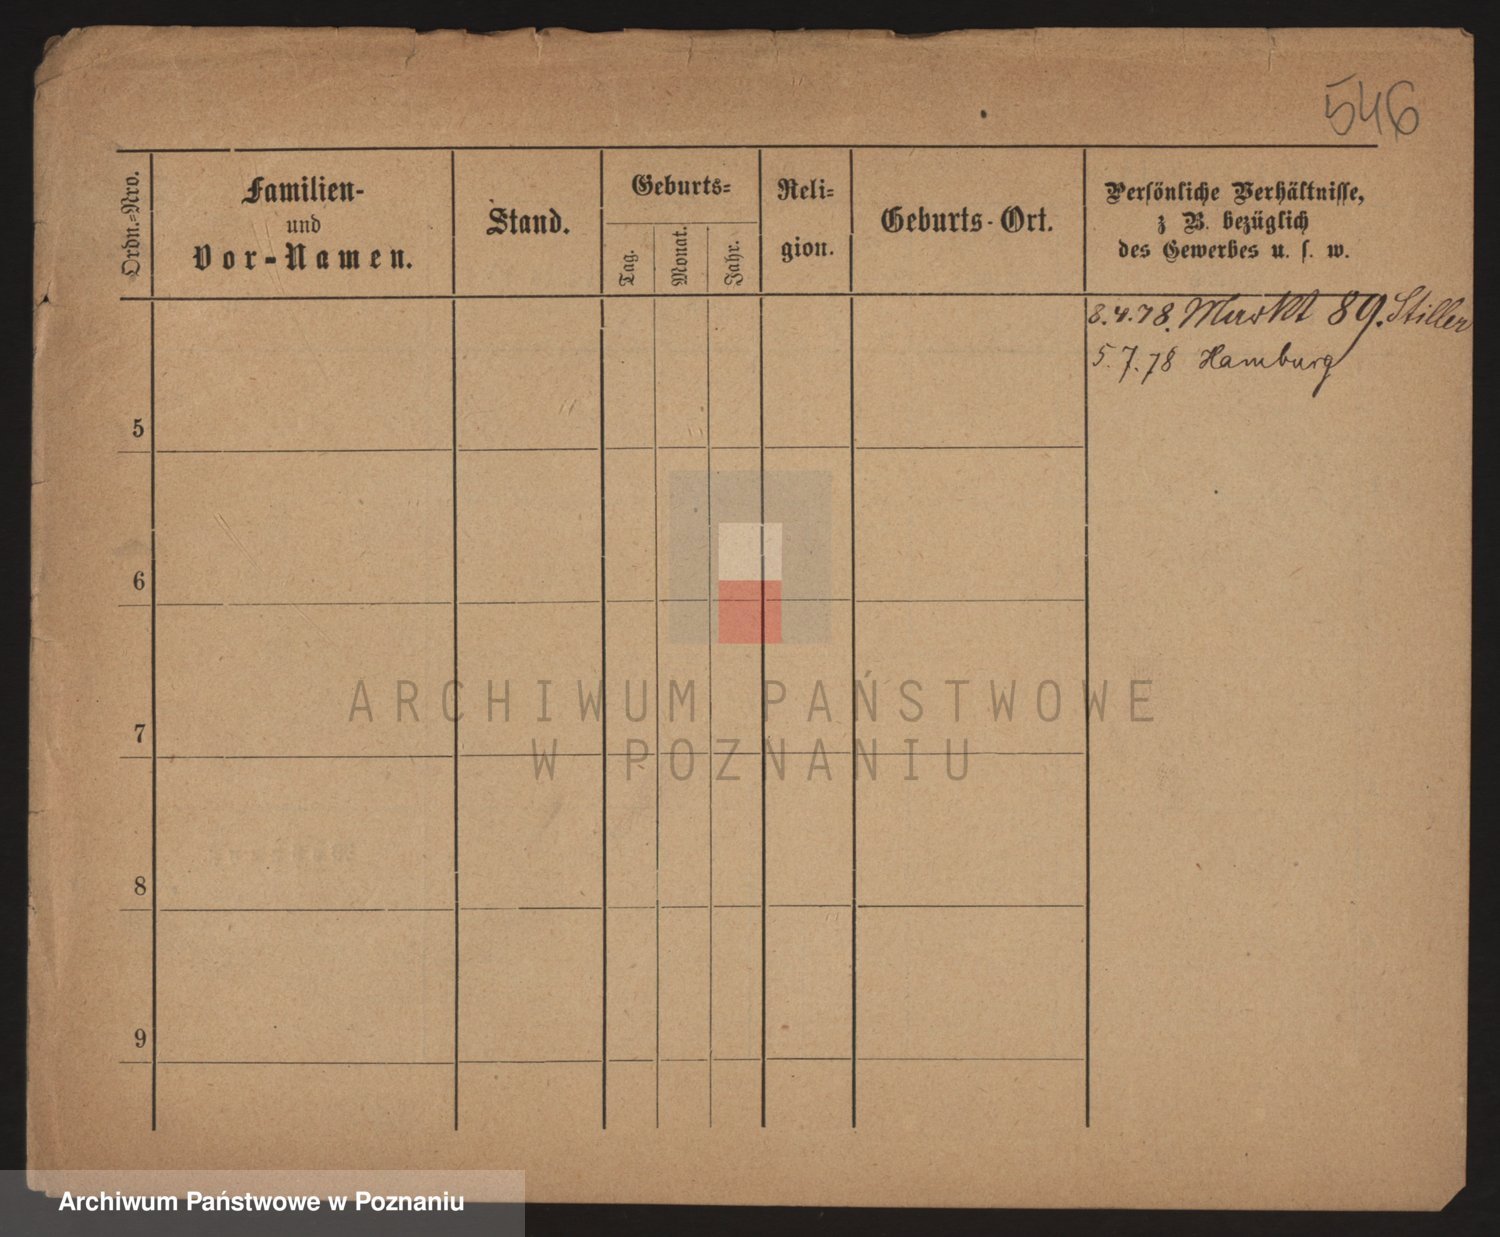 546
Ordn.-Nro.
Familien-
und
Vor-Namen.
Stand.
Geburts-
Tag.
Monat.
Jahr.
Reli-
gion.
Geburts-Ort.
Persönliche Verhältnisse,
z B. bezüglich
des Gewerbes u. s. w.
8.4.78. Markt 89. Stiller
5.7.78 Hamburg
5
6
7
8
9
ARCHIWUM PAŃSTWOWE
W POZNANIU
Archiwum Państwowe w Poznaniu